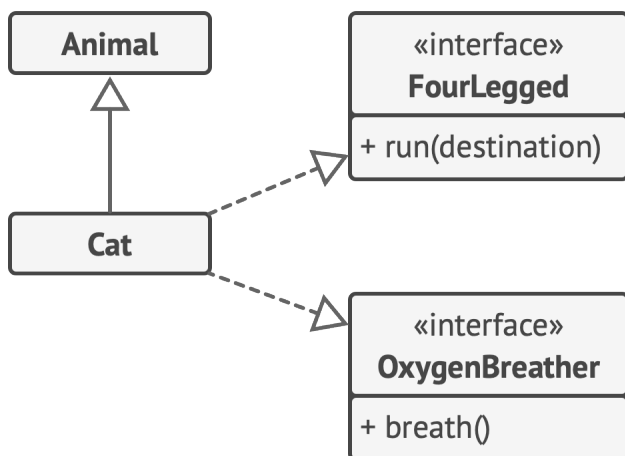 Animal
«interface»
FourLegged
+ run(destination)
Cat
«interface»
OxygenBreather
+ breath()